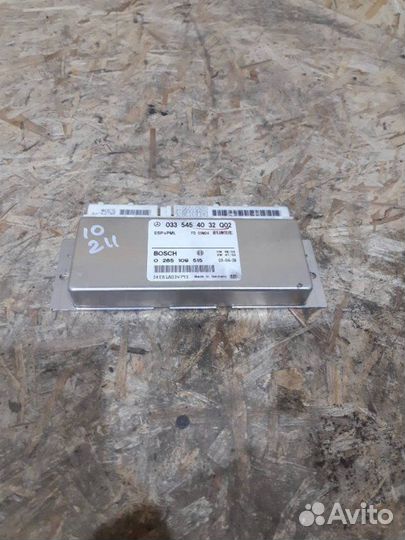 033 545 40 32 Q02
ESP+PML
BOSCH
0 265 109 515
Made in Germany
10
211
Avito